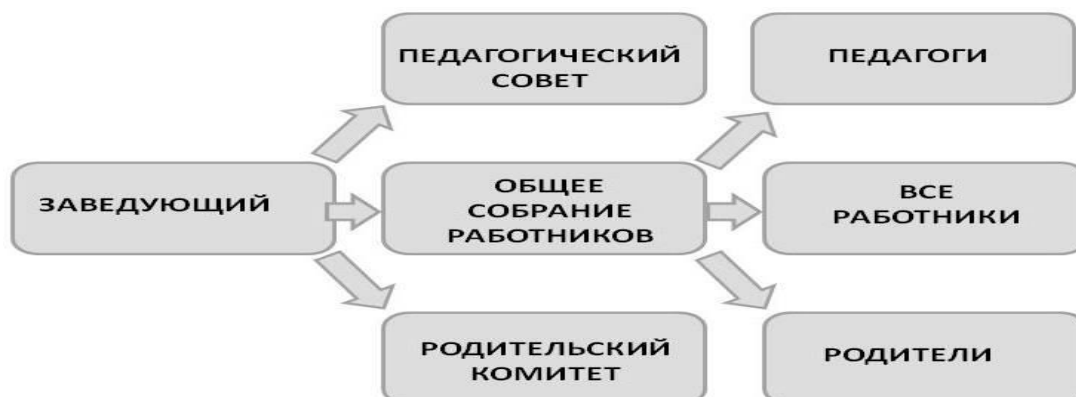 ПЕДАГОГИЧЕСКИЙ
СОВЕТ
ПЕДАГОГИ
ЗАВЕДУЮЩИЙ
ОБЩЕЕ
СОБРАНИЕ
РАБОТНИКОВ
ВСЕ
РАБОТНИКИ
РОДИТЕЛЬСКИЙ
КОМИТЕТ
РОДИТЕЛИ